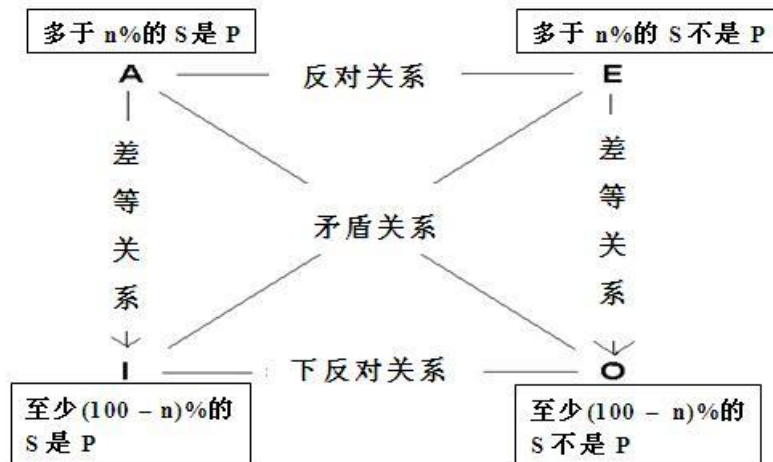 多于 n%的 S是 P
多于 n%的 S不是 P
A
反对关系
E
差等关系
差等关系
矛盾关系
I
下反对关系
O
至少(100 – n)%的
S是 P
至少(100 – n)%的
S不是 P